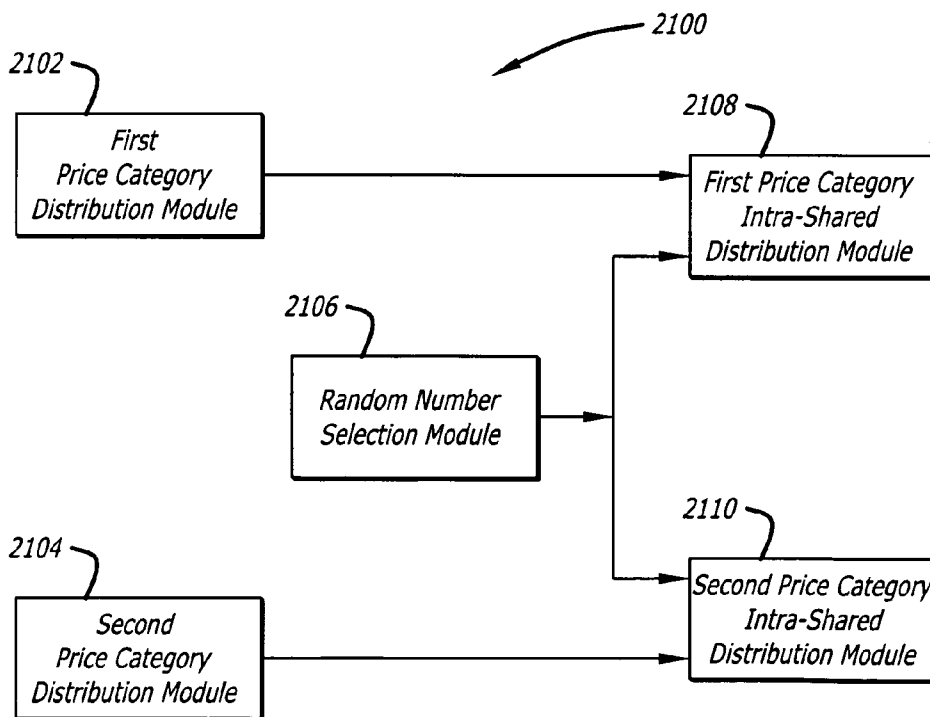 2100
2102
First
Price Category
Distribution Module
2108
First Price Category
Intra-Shared
Distribution Module
2106
Random Number
Selection Module
2110
Second Price Category
Intra-Shared
Distribution Module
2104
Second
Price Category
Distribution Module